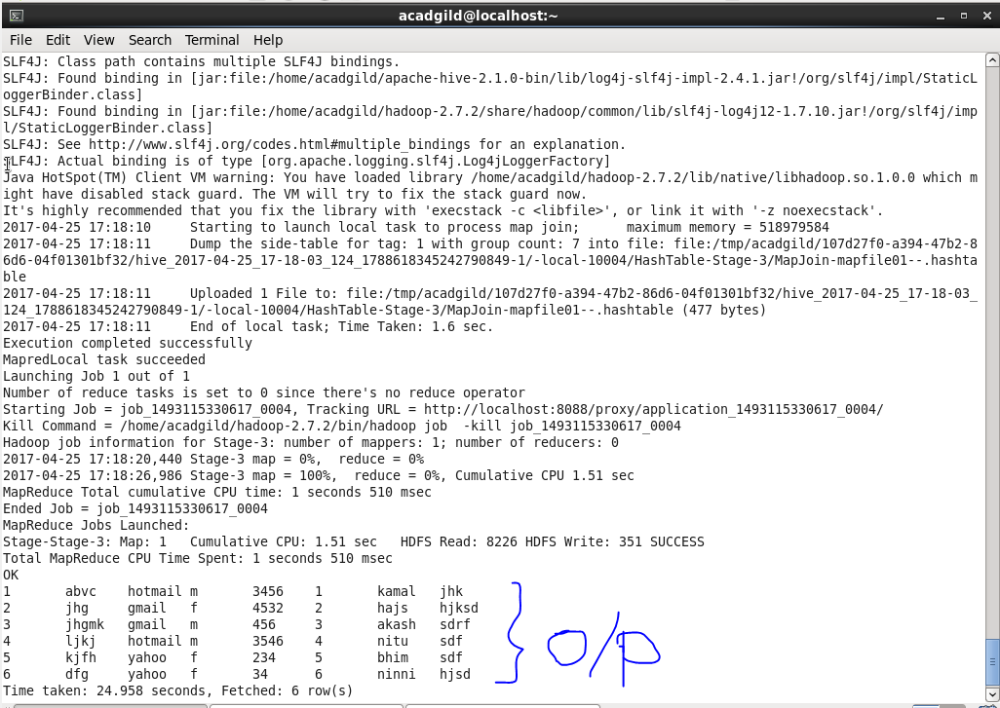 acadgild@localhost:~
File Edit View Search Terminal Help
SLF4J: Class path contains multiple SLF4J bindings.
SLF4J: Found binding in [jar:file:/home/acadgild/apache-hive-2.1.0-bin/lib/log4j-slf4j-impl-2.4.1.jar!/org/slf4j/impl/StaticL
oggerBinder.class]
SLF4J: Found binding in [jar:file:/home/acadgild/hadoop-2.7.2/share/hadoop/common/lib/slf4j-log4j12-1.7.10.jar!/org/slf4j/imp
l/StaticLoggerBinder.class]
SLF4J: See http://www.slf4j.org/codes.html#multiple_bindings for an explanation.
SLF4J: Actual binding is of type [org.apache.logging.slf4j.Log4jLoggerFactory]
Java HotSpot(TM) Client VM warning: You have loaded library /home/acadgild/hadoop-2.7.2/lib/native/libhadoop.so.1.0.0 which m
ight have disabled stack guard. The VM will try to fix the stack guard now.
It's highly recommended that you fix the library with 'execstack -c <libfile>', or link it with '-z noexecstack'.
2017-04-25 17:18:10 Starting to launch local task to process map join; maximum memory = 518979584
2017-04-25 17:18:11 Dump the side-table for tag: 1 with group count: 7 into file: file:/tmp/acadgild/107d27f0-a394-47b2-8
6d6-04f01301bf32/hive_2017-04-25_17-18-03_124_1788618345242790849-1/-local-10004/HashTable-Stage-3/MapJoin-mapfile01--.hashta
ble
2017-04-25 17:18:11 Uploaded 1 File to: file:/tmp/acadgild/107d27f0-a394-47b2-86d6-04f01301bf32/hive_2017-04-25_17-18-03_
124_1788618345242790849-1/-local-10004/HashTable-Stage-3/MapJoin-mapfile01--.hashtable (477 bytes)
2017-04-25 17:18:11 End of local task; Time Taken: 1.6 sec.
Execution completed successfully
MapredLocal task succeeded
Launching Job 1 out of 1
Number of reduce tasks is set to 0 since there's no reduce operator
Starting Job = job_1493115330617_0004, Tracking URL = http://localhost:8088/proxy/application_1493115330617_0004/
Kill Command = /home/acadgild/hadoop-2.7.2/bin/hadoop job  -kill job_1493115330617_0004
Hadoop job information for Stage-3: number of mappers: 1; number of reducers: 0
2017-04-25 17:18:20,440 Stage-3 map = 0%,  reduce = 0%
2017-04-25 17:18:26,986 Stage-3 map = 100%,  reduce = 0%, Cumulative CPU 1.51 sec
MapReduce Total cumulative CPU time: 1 seconds 510 msec
Ended Job = job_1493115330617_0004
MapReduce Jobs Launched:
Stage-Stage-3: Map: 1   Cumulative CPU: 1.51 sec   HDFS Read: 8226 HDFS Write: 351 SUCCESS
Total MapReduce CPU Time Spent: 1 seconds 510 msec
OK
1 abvc hotmail m 3456 1 kamal jhk
2 jhg gmail f 4532 2 hajs hjksd
3 jhgmk gmail m 456 3 akash sdrf
4 ljkj hotmail m 3546 4 nitu sdf
5 kjfh yahoo f 234 5 bhim sdf
6 dfg yahoo f 34 6 ninni hjsd
} o/p
Time taken: 24.958 seconds, Fetched: 6 row(s)